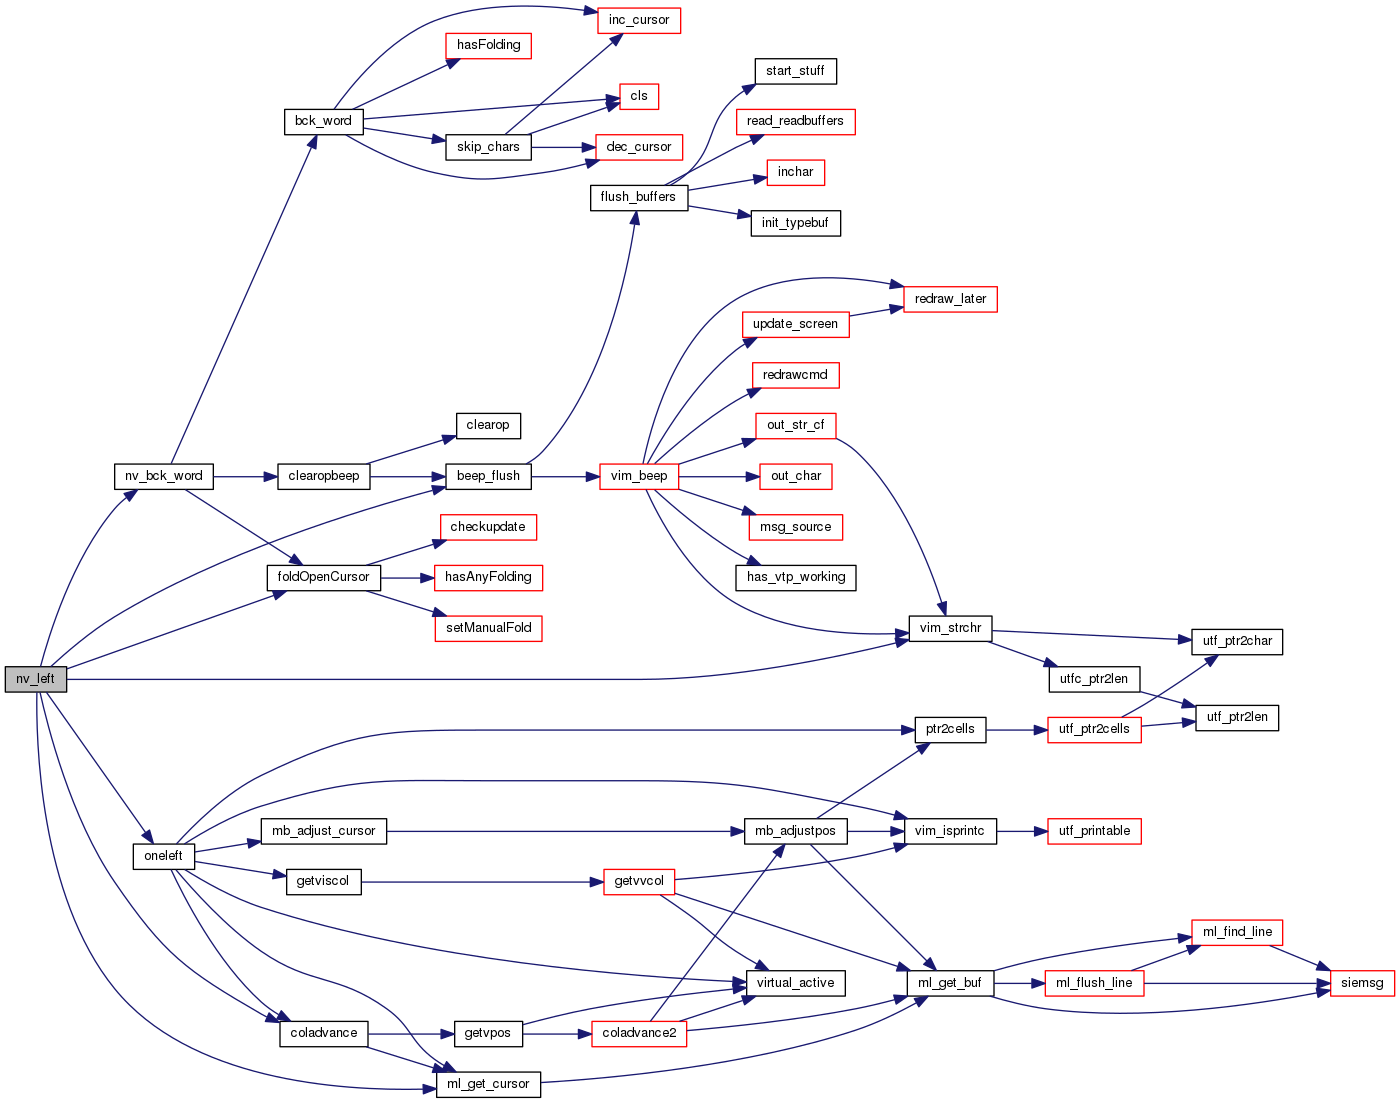 inc_cursor
hasFolding
start_stuff
cls
bck_word
read_readbuffers
skip_chars
dec_cursor
inchar
flush_buffers
init_typebuf
redraw_later
update_screen
redrawcmd
clearop
out_str_cf
nv_bck_word
clearopbeep
beep_flush
vim_beep
out_char
checkupdate
msg_source
foldOpenCursor
hasAnyFolding
has_vtp_working
setManualFold
vim_strchr
utf_ptr2char
nv_left
utfc_ptr2len
utf_ptr2len
ptr2cells
utf_ptr2cells
mb_adjust_cursor
mb_adjustpos
vim_isprintc
utf_printable
oneleft
getviscol
getvvcol
ml_find_line
virtual_active
ml_get_buf
ml_flush_line
siemsg
coladvance
getvpos
coladvance2
ml_get_cursor